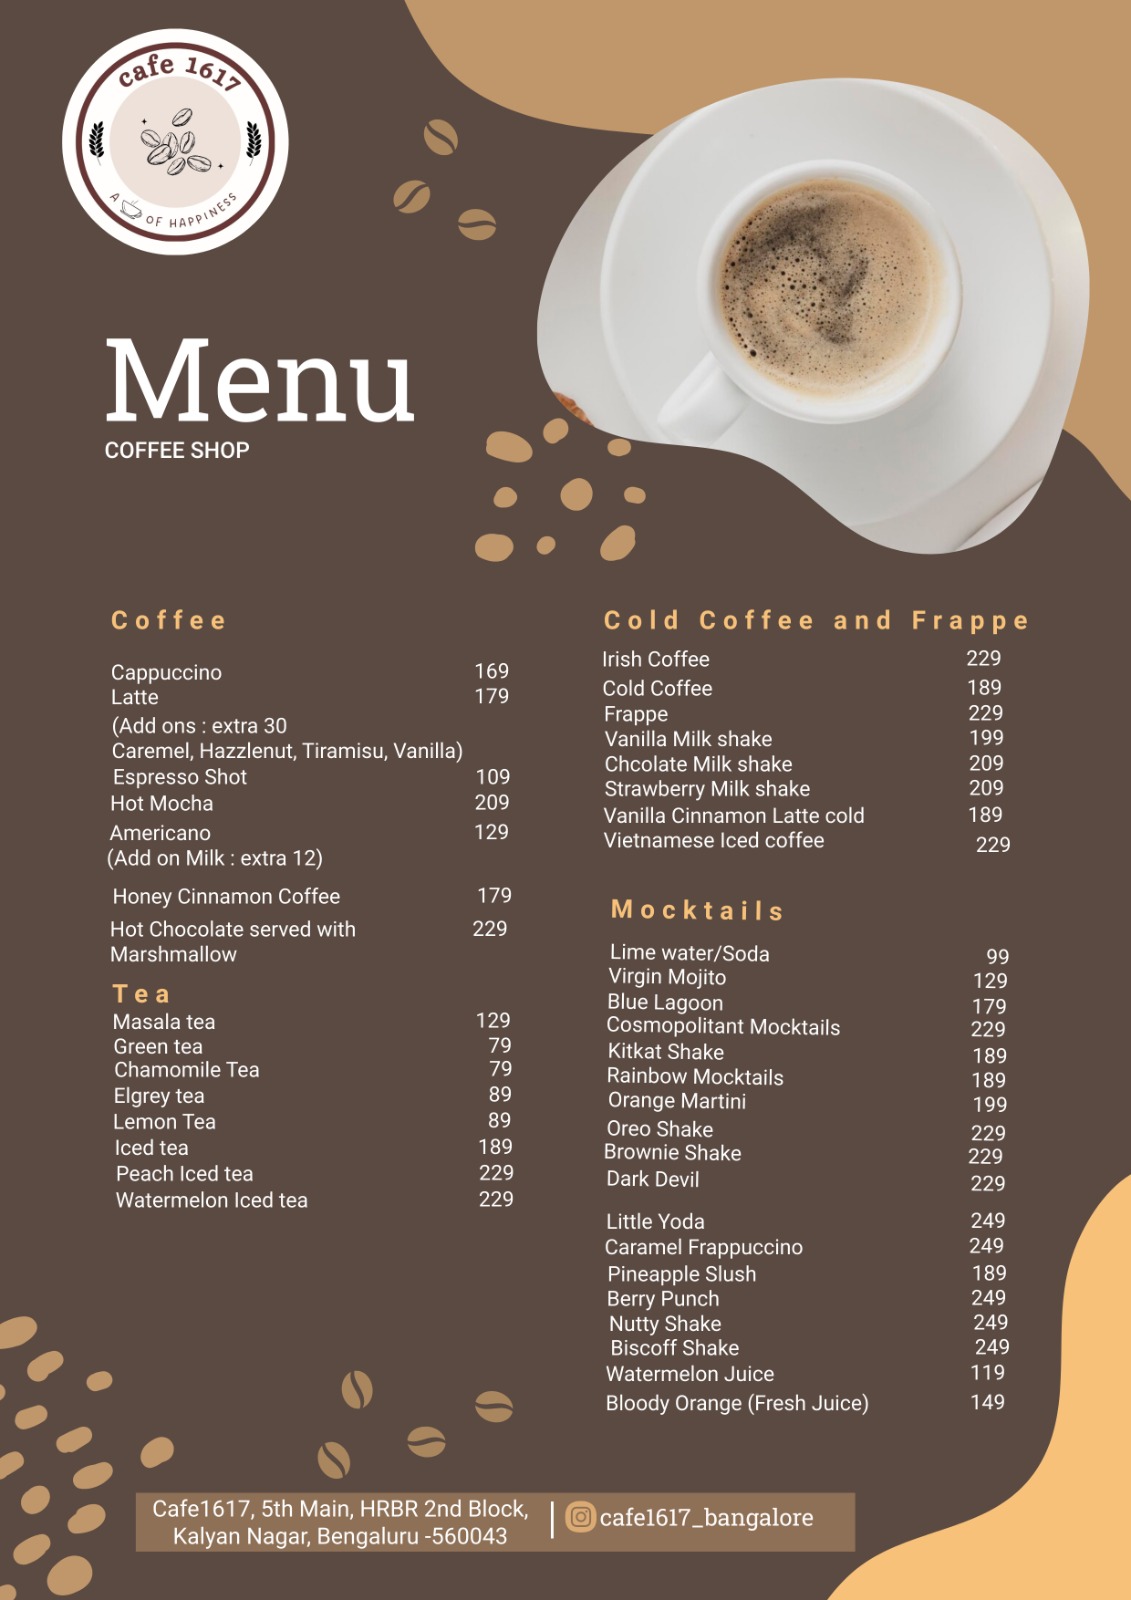 cafe 1617
A OF HAPPINESS
Menu
COFFEE SHOP
Coffee
Cappuccino 169
Latte 179
(Add ons : extra 30
Caremel, Hazzlenut, Tiramisu, Vanilla)
Espresso Shot 109
Hot Mocha 209
Americano 129
(Add on Milk : extra 12)
Honey Cinnamon Coffee 179
Hot Chocolate served with 229
Marshmallow
Tea
Masala tea 129
Green tea 79
Chamomile Tea 79
Elgrey tea 89
Lemon Tea 89
Iced tea 189
Peach Iced tea 229
Watermelon Iced tea 229
Cold Coffee and Frappe
Irish Coffee 229
Cold Coffee 189
Frappe 229
Vanilla Milk shake 199
Chcolate Milk shake 209
Strawberry Milk shake 209
Vanilla Cinnamon Latte cold 189
Vietnamese Iced coffee 229
Mocktails
Lime water/Soda 99
Virgin Mojito 129
Blue Lagoon 179
Cosmopolitant Mocktails 229
Kitkat Shake 189
Rainbow Mocktails 189
Orange Martini 199
Oreo Shake 229
Brownie Shake 229
Dark Devil 229
Little Yoda 249
Caramel Frappuccino 249
Pineapple Slush 189
Berry Punch 249
Nutty Shake 249
Biscoff Shake 249
Watermelon Juice 119
Bloody Orange (Fresh Juice) 149
Cafe1617, 5th Main, HRBR 2nd Block,
Kalyan Nagar, Bengaluru -560043
cafe1617_bangalore